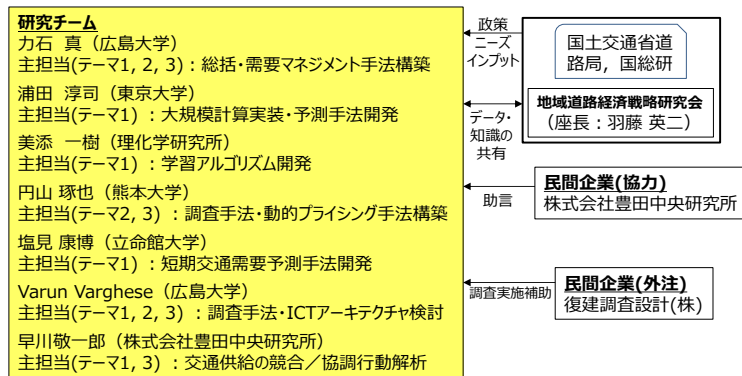 研究チーム
力石 真（広島大学）
主担当(テーマ1, 2, 3)：総括・需要マネジメント手法構築
浦田 淳司（東京大学）
主担当(テーマ1) ：大規模計算実装・予測手法開発
美添 一樹（理化学研究所）
主担当(テーマ1) ：学習アルゴリズム開発
円山 琢也（熊本大学）
主担当(テーマ2, 3) ：調査手法・動的プライシング手法構築
塩見 康博（立命館大学）
主担当(テーマ1) ：短期交通需要予測手法開発
Varun Varghese（広島大学）
主担当(テーマ1, 2, 3) ：調査手法・ICTアーキテクチャ検討
早川敬一郎（株式会社豊田中央研究所）
主担当(テーマ1, 3) ：交通供給の競合／協調行動解析
政策
ニーズ
インプット
国土交通省道
路局，国総研
地域道路経済戦略研究会
（座長：羽藤 英二）
データ・
知識の
共有
民間企業(協力)
株式会社豊田中央研究所
助言
民間企業(外注)
復建調査設計(株)
調査実施補助